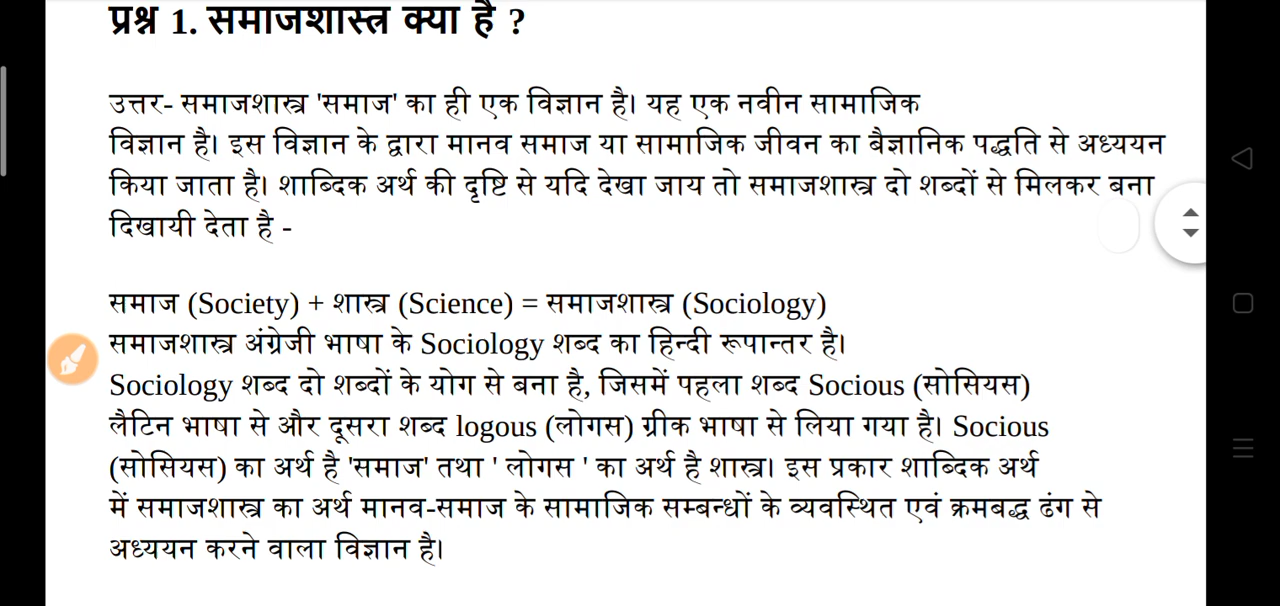 प्रश्न 1. समाजशास्त्र क्या है ?
उत्तर- समाजशास्त्र 'समाज' का ही एक विज्ञान है। यह एक नवीन सामाजिक
विज्ञान है। इस विज्ञान के द्वारा मानव समाज या सामाजिक जीवन का बैज्ञानिक पद्धति से अध्ययन
किया जाता है। शाब्दिक अर्थ की दृष्टि से यदि देखा जाय तो समाजशास्त्र दो शब्दों से मिलकर बना
दिखायी देता है -
समाज (Society) + शास्त्र (Science) = समाजशास्त्र (Sociology)
समाजशास्त्र अंग्रेजी भाषा के Sociology शब्द का हिन्दी रूपान्तर है।
Sociology शब्द दो शब्दों के योग से बना है, जिसमें पहला शब्द Socious (सोसियस)
लैटिन भाषा से और दूसरा शब्द logous (लोगस) ग्रीक भाषा से लिया गया है। Socious
(सोसियस) का अर्थ है 'समाज' तथा ' लोगस ' का अर्थ है शास्त्र। इस प्रकार शाब्दिक अर्थ
में समाजशास्त्र का अर्थ मानव-समाज के सामाजिक सम्बन्धों के व्यवस्थित एवं क्रमबद्ध ढंग से
अध्ययन करने वाला विज्ञान है।